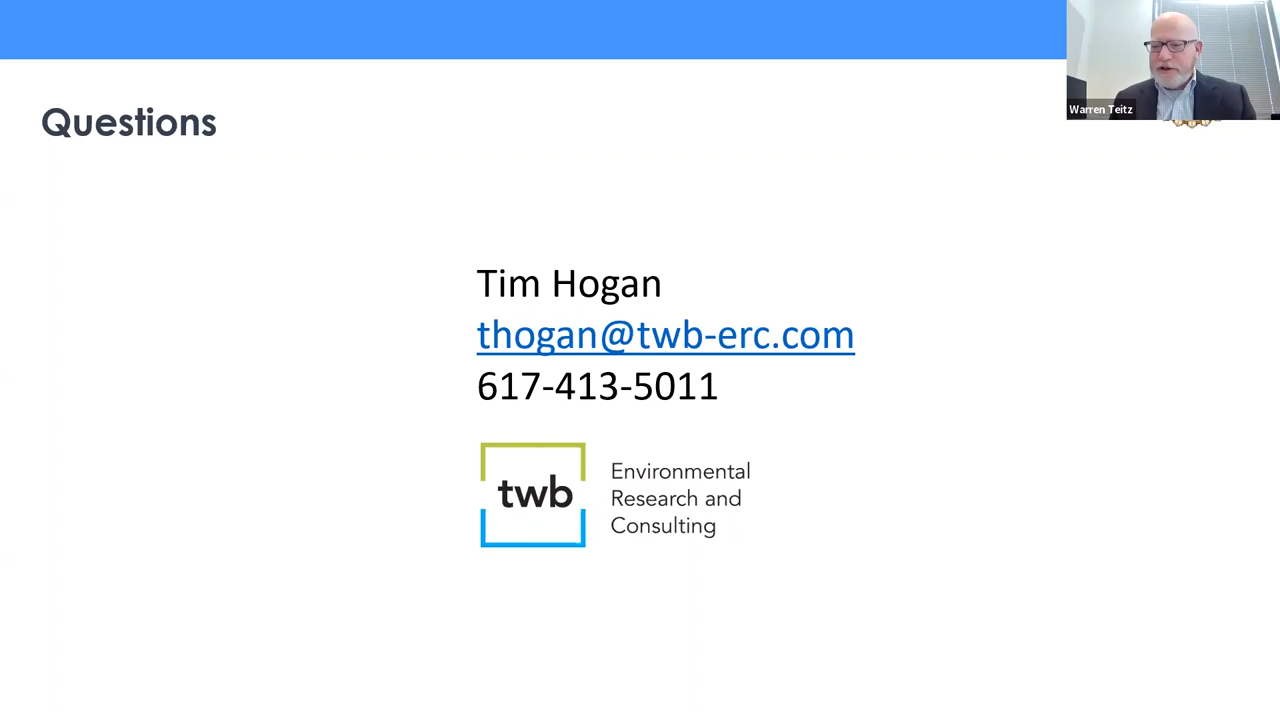 Warren Teitz
Questions
Tim Hogan
thogan@twb-erc.com
617-413-5011
twb
Environmental
Research and
Consulting